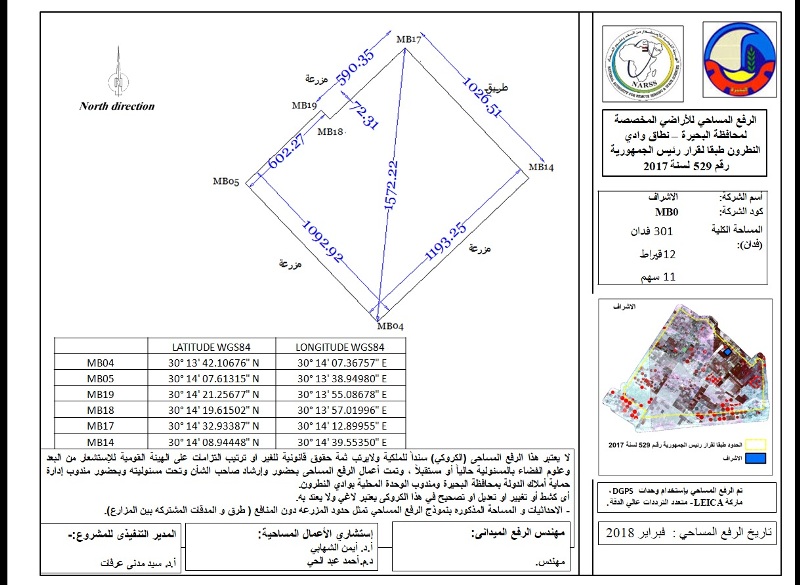 North direction
MB17
590.35
مزرعة
طريق
1026.51
MB19
72.31
MB18
602.27
MB14
MB05
1572.22
1092.92
1193.25
مزرعة
مزرعة
MB04
LATITUDE WGS84 LONGITUDE WGS84
MB04 30° 13' 42.10676" N 30° 14' 07.36757" E
MB05 30° 14' 07.61315" N 30° 13' 38.94980" E
MB19 30° 14' 21.25677" N 30° 13' 55.08678" E
MB18 30° 14' 19.61502" N 30° 13' 57.01996" E
MB17 30° 14' 32.93387" N 30° 14' 12.89955" E
MB14 30° 14' 08.94448" N 30° 14' 39.55350" E
لا يعتبر هذا الرفع المساحي (الكروكي) سنداً للملكية ولايرتب ثمة حقوق قانونية للغير او ترتيب التزامات على الهيئة القومية للإستشعار من البعد
وعلوم الفضاء بالمسئولية حالياً أو مستقبلاً ، وتمت أعمال الرفع المساحي بحضور وإرشاد صاحب الشأن وتحت مسئوليته وبحضور مندوب إدارة
حماية أملاك الدولة بمحافظة البحيرة ومندوب الوحدة المحلية بوادي النطرون.
أى كشط أو تغيير او تعديل او تصحيح في هذا الكروكى يعتبر لاغي ولا يعتد به.
- الاحداثيات و المساحة المذكوره بنموذج الرفع المساحي تمثل حدود المزرعه دون المنافع ( طرق و المدقات المشتركه بين المزارع).
مهندس الرفع الميدانى:
مهندس.
إستشاري الأعمال المساحية:
أ.د. أيمن الشهابي
د.م.أحمد عبد الحي
المدير التنفيذى للمشروع:-
أ.د. سيد مدنى عرفات
NARSS
الرفع المساحي للأراضي المخصصة
لمحافظة البحيرة – نطاق وادي
النطرون طبقا لقرار رئيس الجمهورية
رقم 529 لسنة 2017
أسم الشركة: الاشراف
كود الشركة: MB0
المساحة الكلية 301 فدان
(فدان):
12 قيراط
11 سهم
الاشراف
الحدود طبقا لقرار رئيس الجمهورية رقم 529 لسنة 2017
الاشراف
تم الرفع المساحي بإستخدام وحدات DGPS،
ماركة LEICA- متعدد الترددات عالي الدقة.
تاريخ الرفع المساحي : فبراير 2018